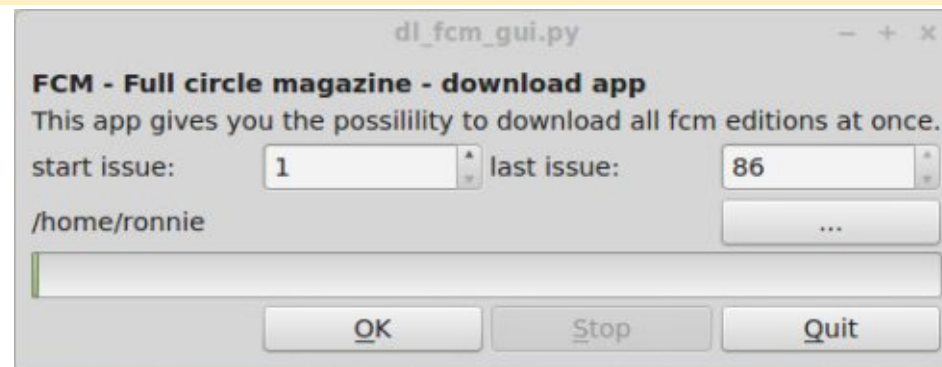 dl_fcm_gui.py
FCM - Full circle magazine - download app
This app gives you the possilility to download all fcm editions at once.
start issue: 1 last issue: 86
/home/ronnie ...
OK Stop Quit